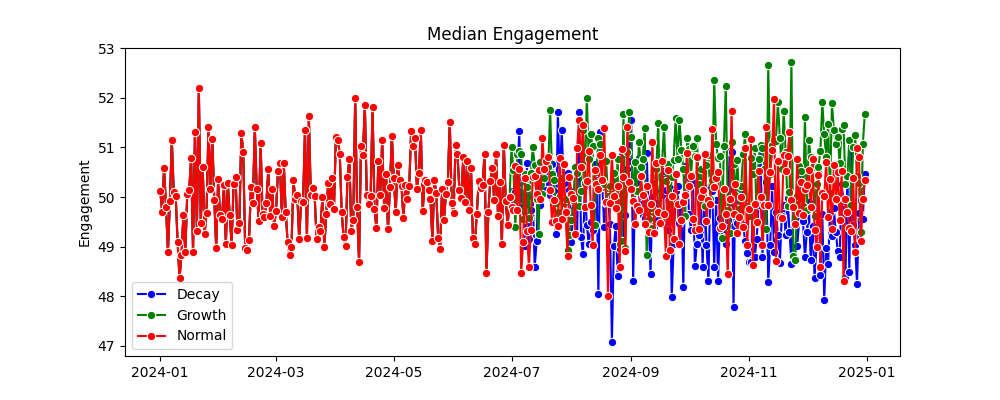 Median Engagement
53
52
51
50
49
48
47
Engagement
Decay
Growth
Normal
2024-01
2024-03
2024-05
2024-07
2024-09
2024-11
2025-01